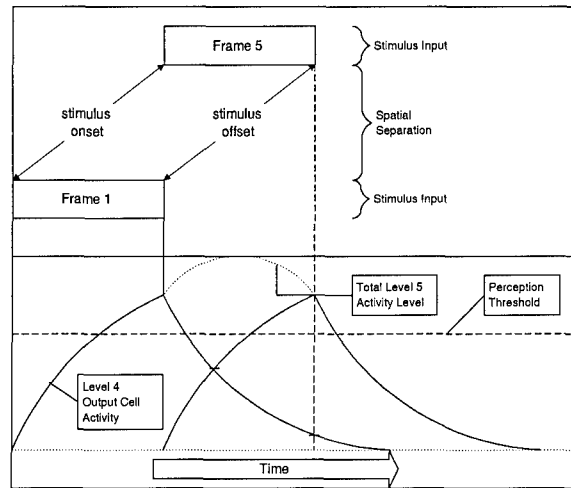 Frame 5
Stimulus Input
stimulus
onset
stimulus
offset
Spatial
Separation
Frame 1
Stimulus Input
Total Level 5
Activity Level
Perception
Threshold
Level 4
Output Cell
Activity
Time